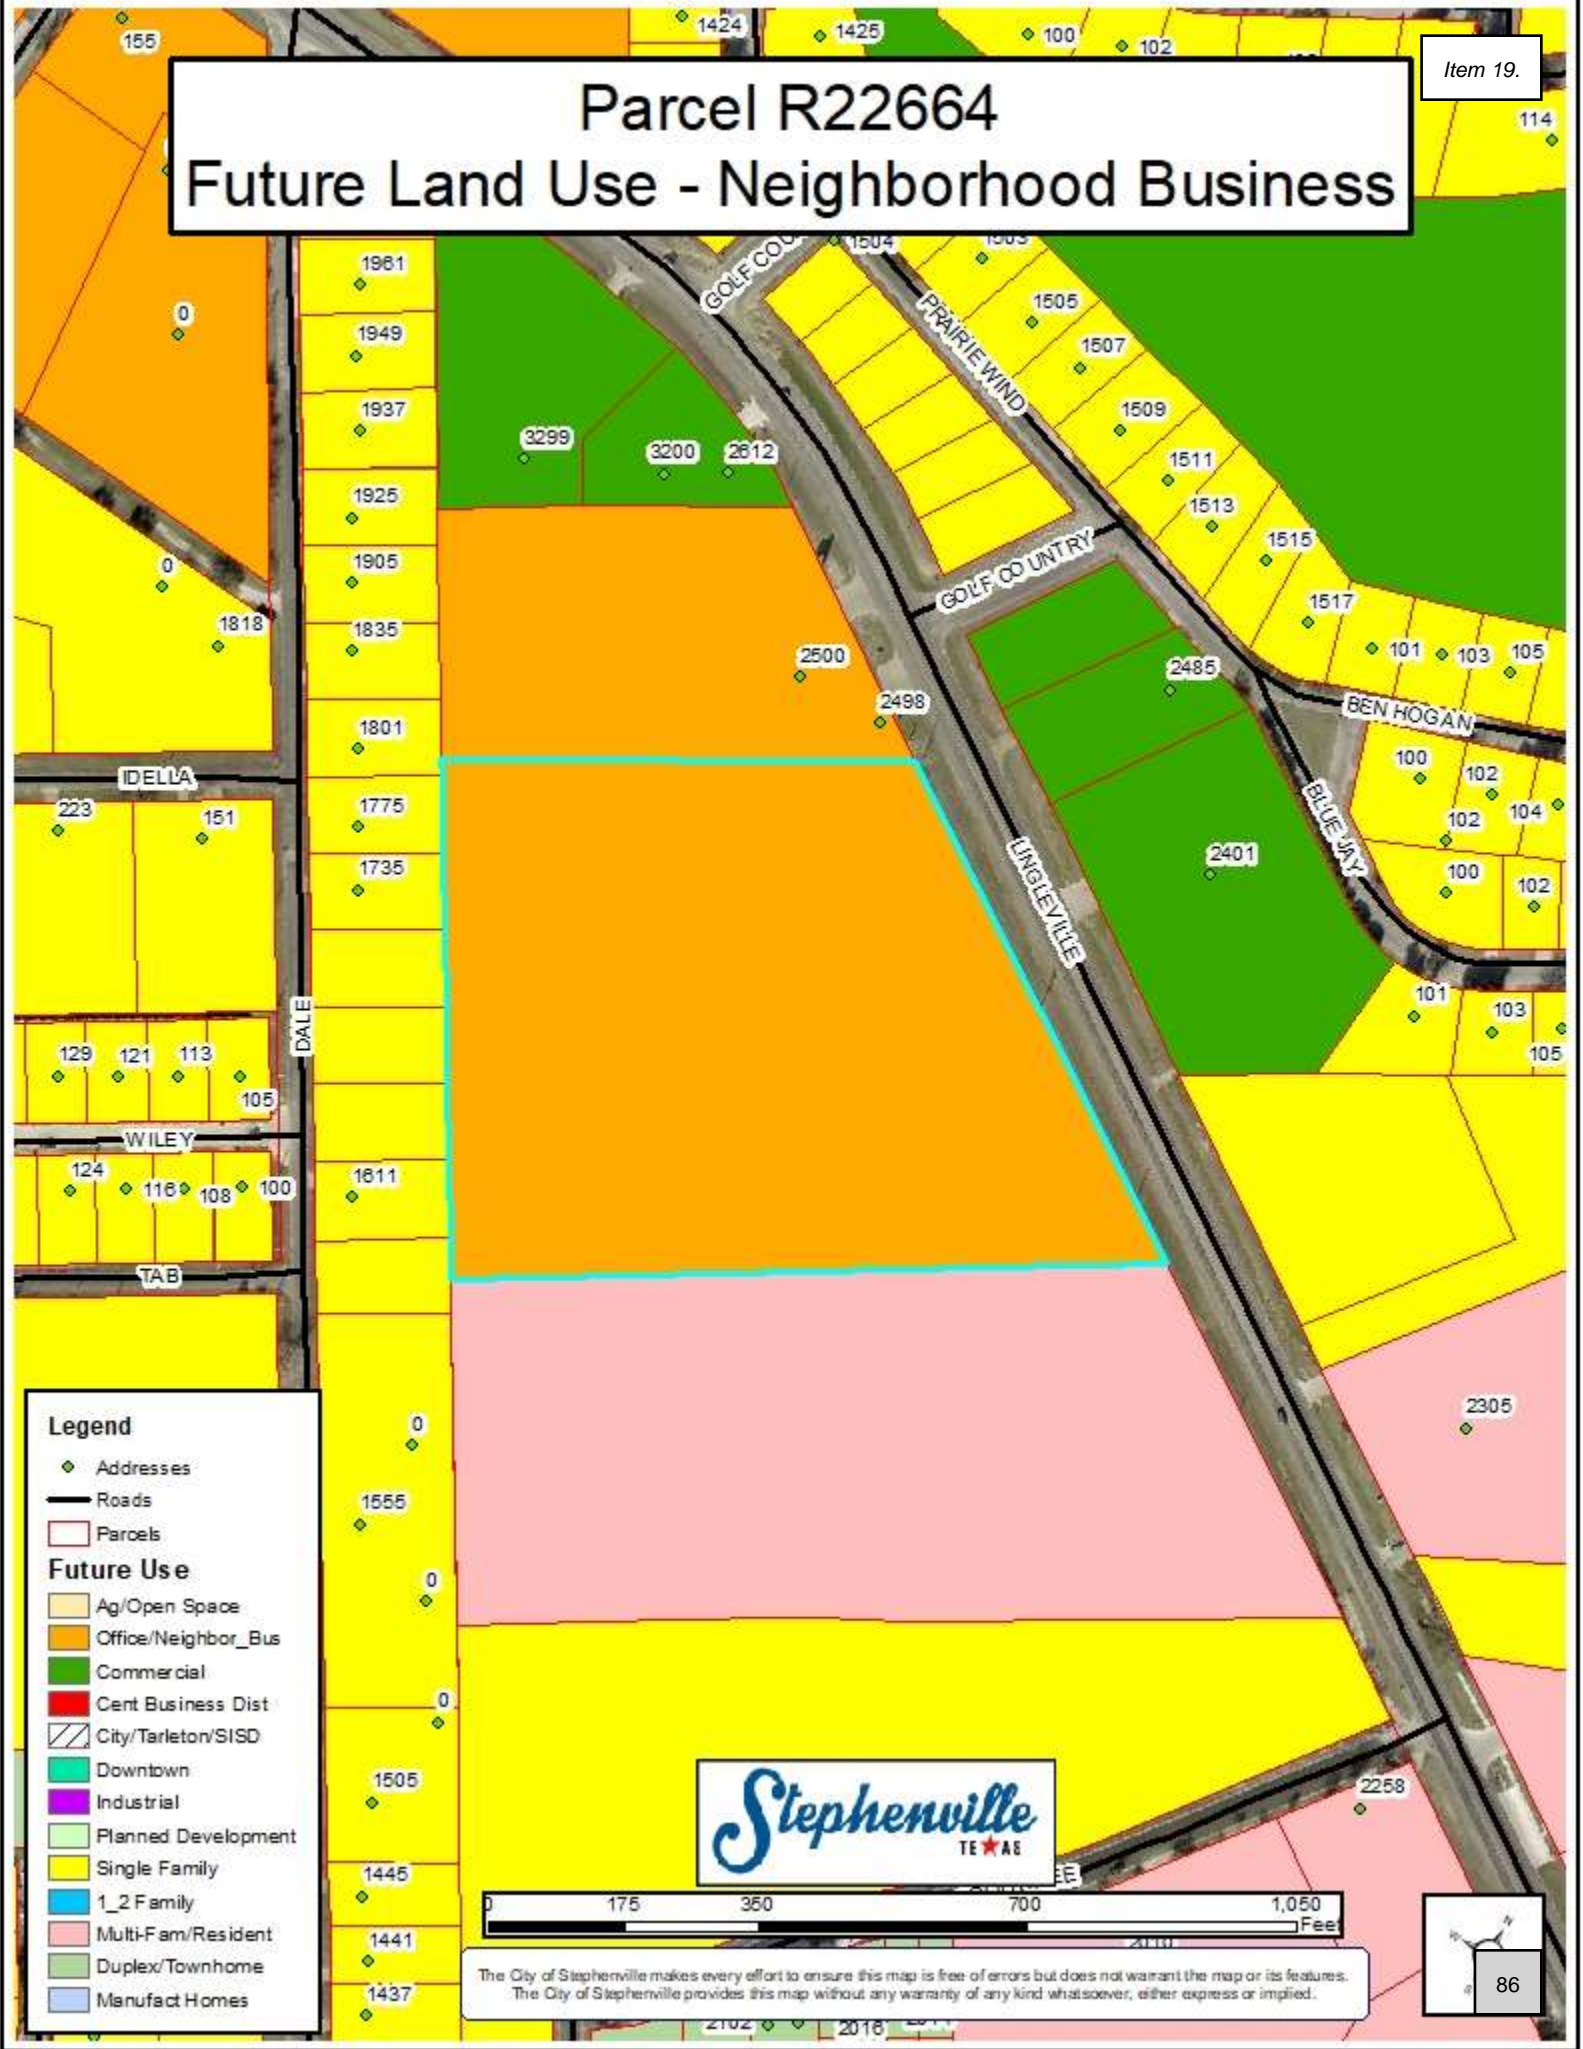 155
1424
1425
100
102
Item 19.
114
Parcel R22664
Future Land Use - Neighborhood Business
1961
0
1949
1937
1925
1905
1835
1801
1775
1735
1611
GOLF COU
1504
1503
1505
1507
1509
1511
1513
1515
1517
101
103
105
PRAIRIE WIND
3299
3200
2612
GOLF COUNTRY
0
1818
2500
2498
2485
BEN HOGAN
IDELLA
223
151
100
102
102
104
100
102
BLUE JAY
LINGLEVILLE
2401
101
103
105
DALE
129
121
113
105
WILEY
124
116
108
100
TAB
Legend
Addresses
Roads
Parcels
Future Use
Ag/Open Space
Office/Neighbor_Bus
Commercial
Cent Business Dist
City/Tarleton/SISD
Downtown
Industrial
Planned Development
Single Family
1_2 Family
Multi-Fam/Resident
Duplex/Townhome
Manufact Homes
0
1555
0
0
1505
1445
1441
1437
2305
2258
Stephenville
TEXAS
EE
0 175 350 700 1,050
Feet
2010
The City of Stephenville makes every effort to ensure this map is free of errors but does not warrant the map or its features.
The City of Stephenville provides this map without any warranty of any kind whatsoever, either express or implied.
2102
2016
N
86